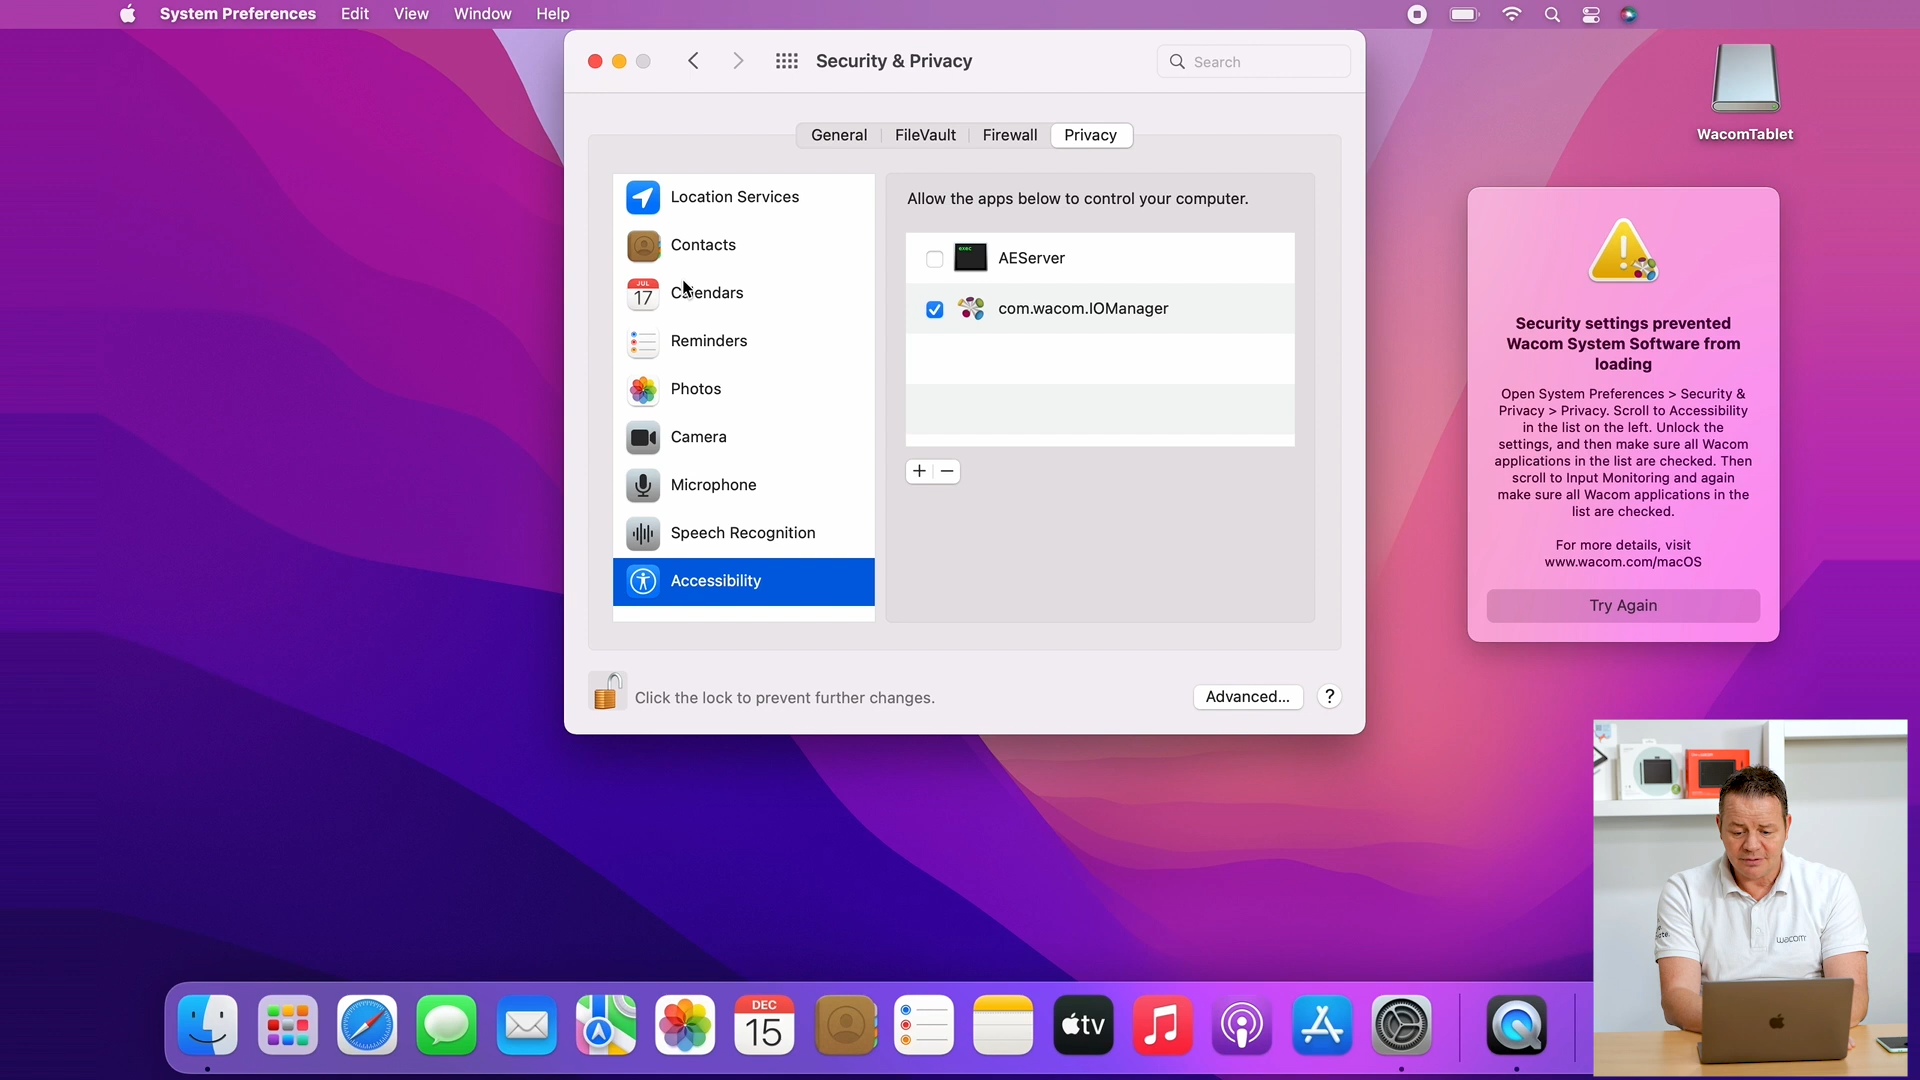 System Preferences Edit View Window Help
Security & Privacy
Search
General FileVault Firewall Privacy
Location Services
Contacts
JUL
17
Calendars
Reminders
Photos
Camera
Microphone
Speech Recognition
Accessibility
Allow the apps below to control your computer.
exec
AEServer
com.wacom.IOManager
+ −
Click the lock to prevent further changes.
Advanced...
?
WacomTablet
Security settings prevented
Wacom System Software from
loading
Open System Preferences > Security &
Privacy > Privacy. Scroll to Accessibility
in the list on the left. Unlock the
settings, and then make sure all Wacom
applications in the list are checked. Then
scroll to Input Monitoring and again
make sure all Wacom applications in the
list are checked.
For more details, visit
www.wacom.com/macOS
Try Again
DEC
15
tv
wacom